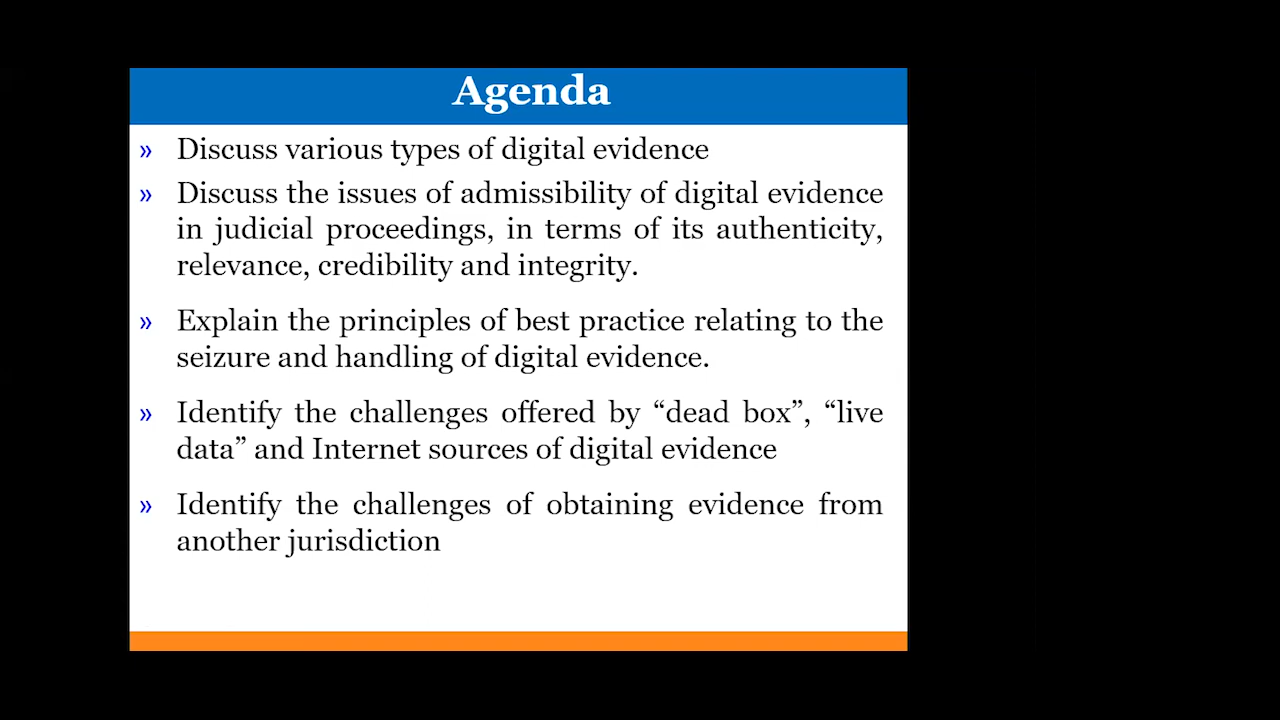 Agenda
» Discuss various types of digital evidence
» Discuss the issues of admissibility of digital evidence
in judicial proceedings, in terms of its authenticity,
relevance, credibility and integrity.
» Explain the principles of best practice relating to the
seizure and handling of digital evidence.
» Identify the challenges offered by “dead box”, “live
data” and Internet sources of digital evidence
» Identify the challenges of obtaining evidence from
another jurisdiction